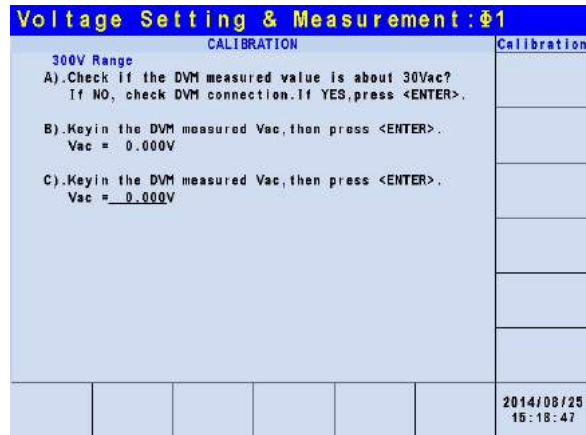 Voltage Setting & Measurement:Φ1
CALIBRATION
Calibration
300V Range
A).Check if the DVM measured value is about 30Vac?
If NO, check DVM connection.If YES,press <ENTER>.
B).Keyin the DVM measured Vac,then press <ENTER>.
Vac = 0.000V
C).Keyin the DVM measured Vac,then press <ENTER>.
Vac = 0.000V
2014/08/25
15:18:47